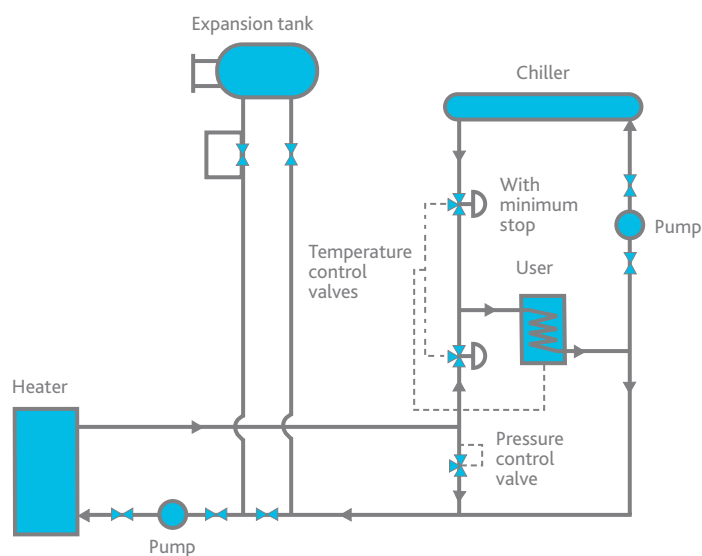 Expansion tank
Chiller
With
minimum
stop
Pump
Temperature
control
valves
User
Heater
Pressure
control
valve
Pump